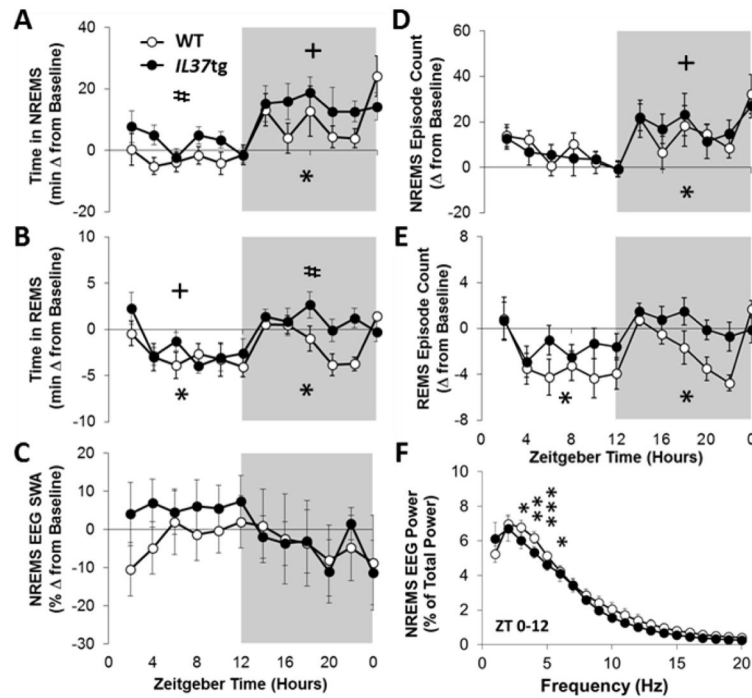 A
WT
IL37tg
#
+
*
40
20
0
-20
Time in NREMS
(min Δ from Baseline)
B
+
#
*
*
10
5
0
-5
-10
Time in REMS
(min Δ from Baseline)
C
20
10
0
-10
-20
-30
NREMS EEG SWA
(% Δ from Baseline)
0 4 8 12 16 20 0
Zeitgeber Time (Hours)
D
+
*
60
40
20
0
-20
NREMS Episode Count
(Δ from Baseline)
E
*
*
8
4
0
-4
-8
REMS Episode Count
(Δ from Baseline)
0 4 8 12 16 20 0
Zeitgeber Time (Hours)
F
* ** *** *
10
8
6
4
2
0
NREMS EEG Power
(% of Total Power)
ZT 0-12
0 5 10 15 20
Frequency (Hz)